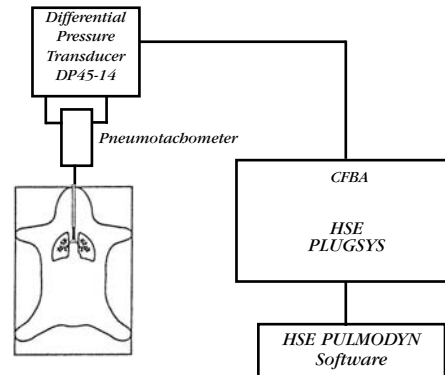 Differential
Pressure
Transducer
DP45-14
Pneumotachometer
CFBA
HSE
PLUGSYS
HSE PULMODYN
Software